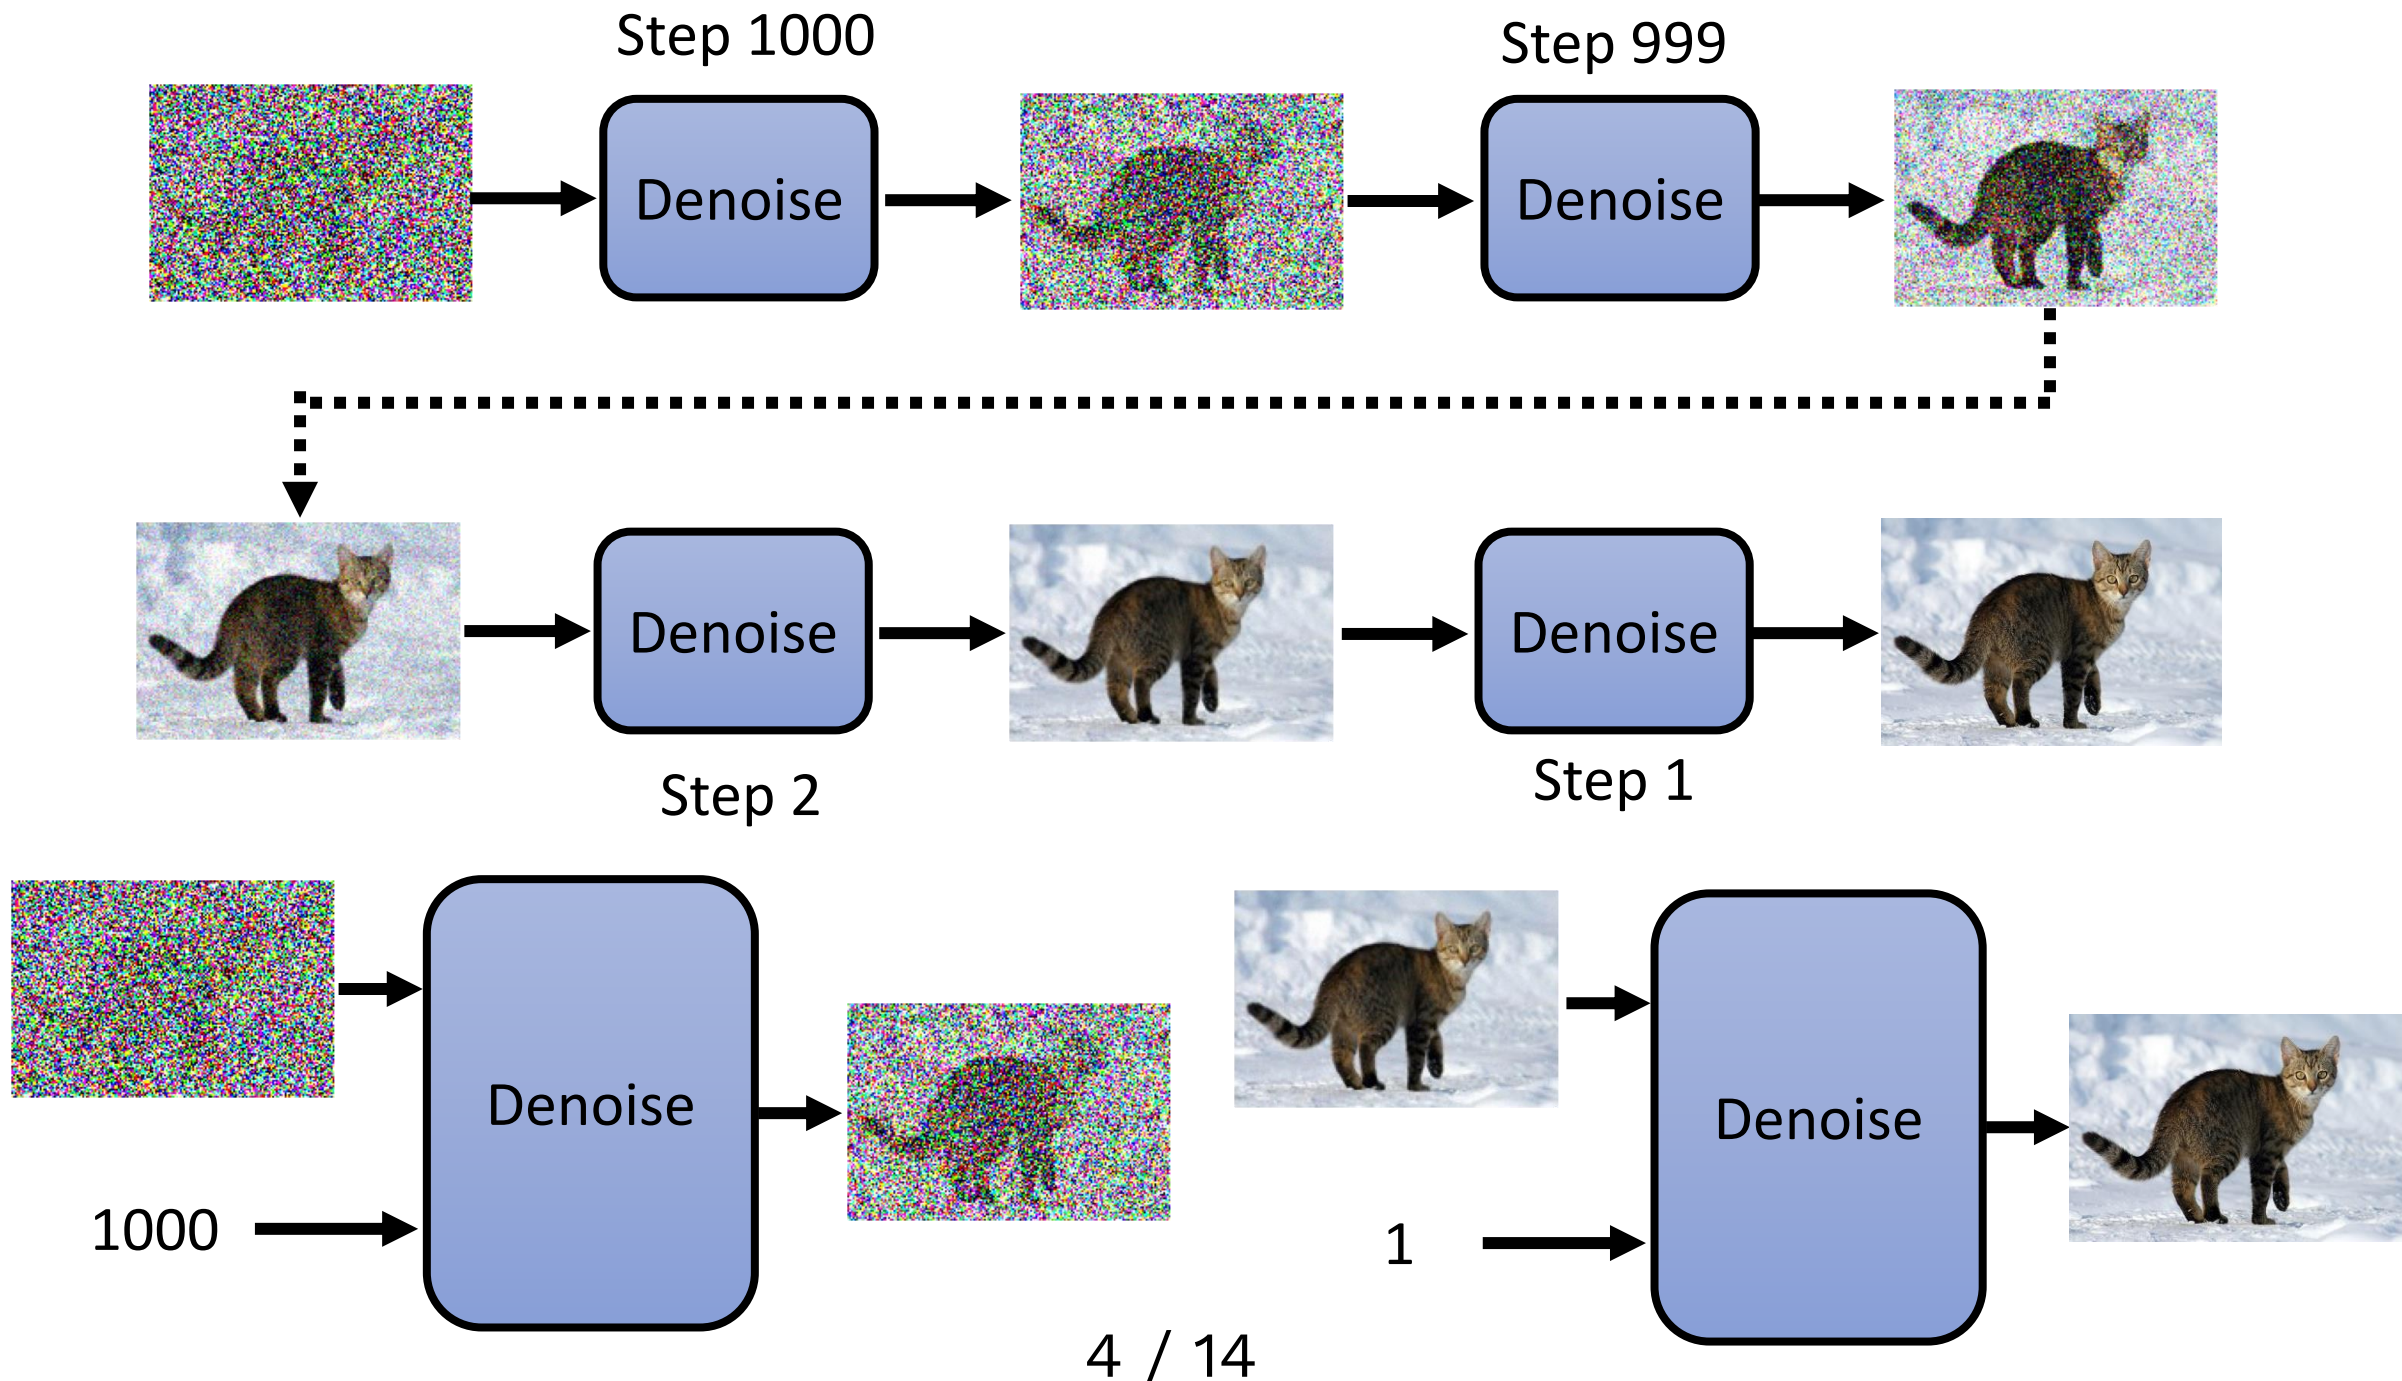 Step 1000
Step 999
Denoise
Denoise
Denoise
Denoise
Step 2
Step 1
Denoise
1000
Denoise
1
4 / 14